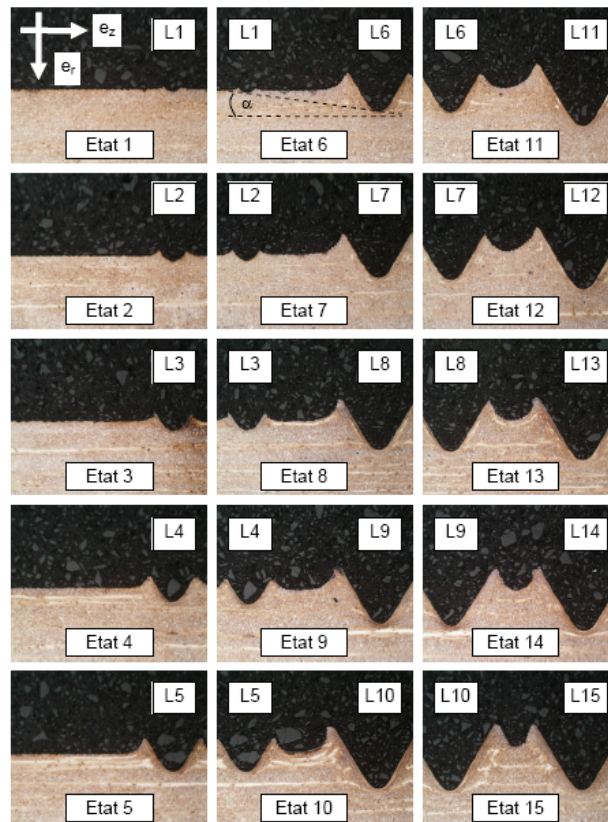 L1 L1 L6 L6 L11
e_z
e_r
α
Etat 1 Etat 6 Etat 11
L2 L2 L7 L7 L12
Etat 2 Etat 7 Etat 12
L3 L3 L8 L8 L13
Etat 3 Etat 8 Etat 13
L4 L4 L9 L9 L14
Etat 4 Etat 9 Etat 14
L5 L5 L10 L10 L15
Etat 5 Etat 10 Etat 15